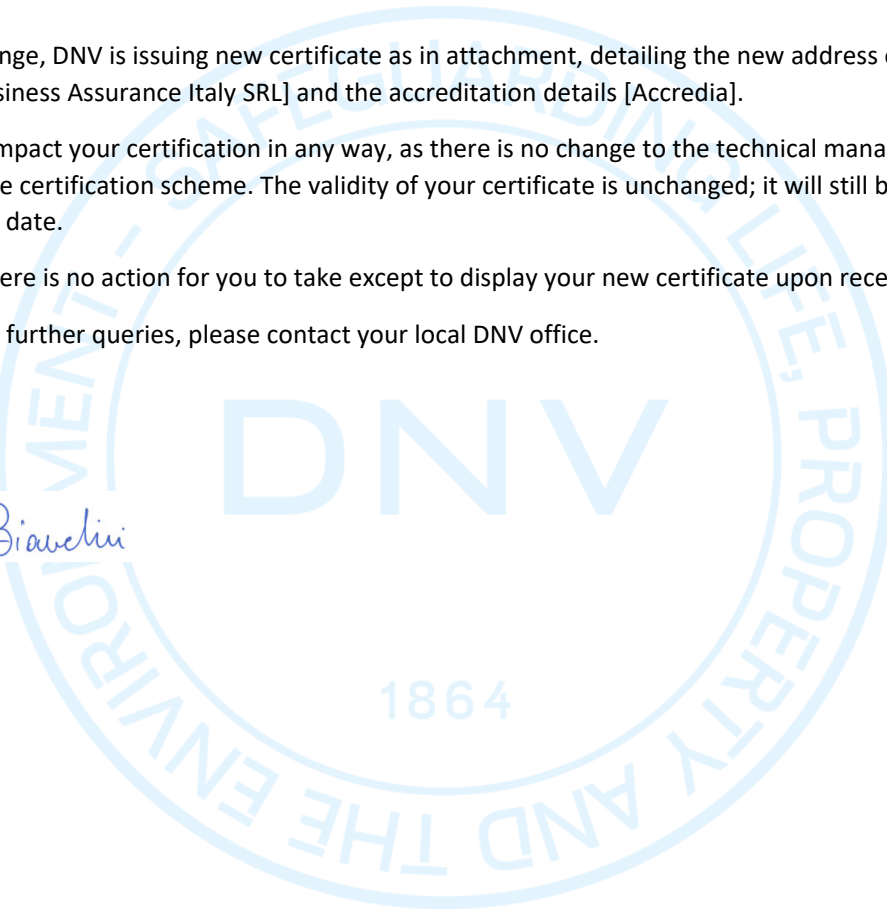 nge, DNV is issuing new certificate as in attachment, detailing the new address
siness Assurance Italy SRL] and the accreditation details [Accredia].
mpact your certification in any way, as there is no change to the technical mana
e certification scheme. The validity of your certificate is unchanged; it will still b
date.
ere is no action for you to take except to display your new certificate upon rece
further queries, please contact your local DNV office.
SAFEGUARDING LIFE, PROPERTY AND THE ENVIRONMENT
DNV
1864